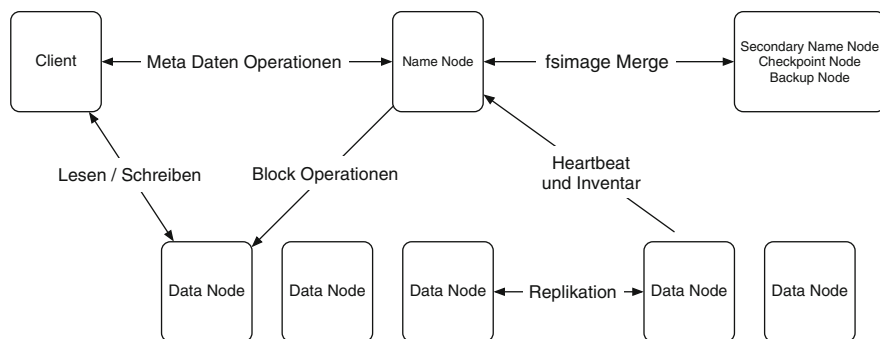 Client
Meta Daten Operationen
Name Node
fsimage Merge
Secondary Name Node
Checkpoint Node
Backup Node
Lesen / Schreiben
Block Operationen
Heartbeat
und Inventar
Data Node
Data Node
Data Node
Replikation
Data Node
Data Node